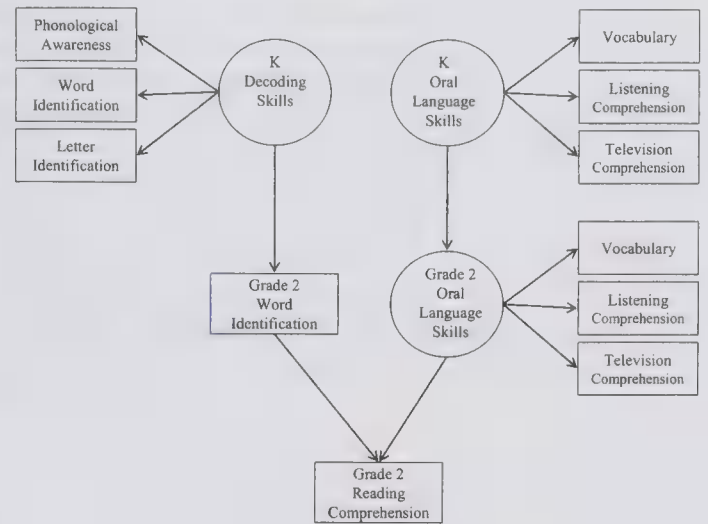 Phonological
Awareness
Word
Identification
Letter
Identification
K
Decoding
Skills
K
Oral
Language
Skills
Vocabulary
Listening
Comprehension
Television
Comprehension
Grade 2
Word
Identification
Grade 2
Oral
Language
Skills
Vocabulary
Listening
Comprehension
Television
Comprehension
Grade 2
Reading
Comprehension